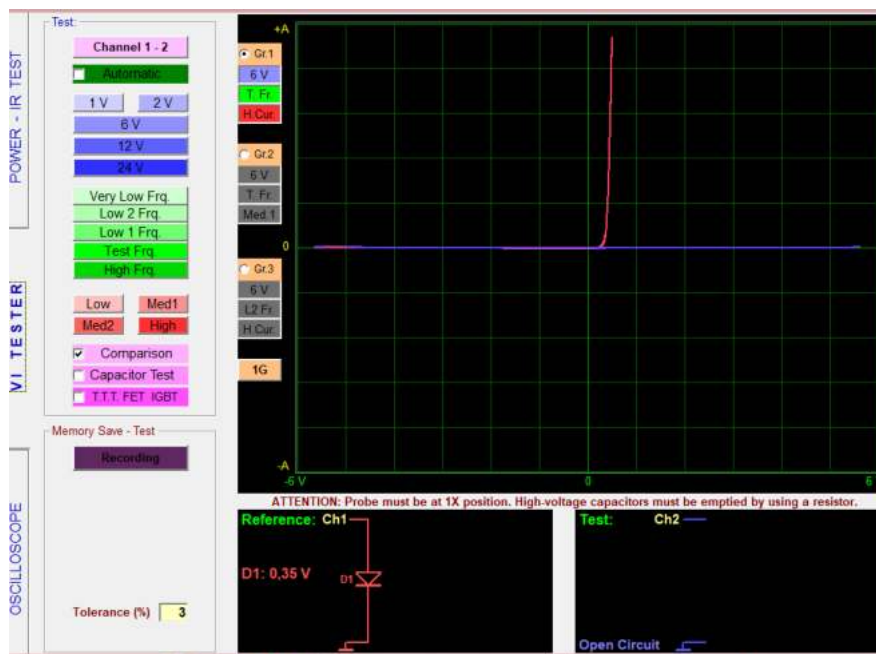 POWER - IR TEST
VI TESTER
OSCILLOSCOPE
Test:
Channel 1 - 2
Automatic
1 V
2 V
6 V
12 V
24 V
Very Low Frq.
Low 2 Frq.
Low 1 Frq.
Test Frq.
High Frq.
Low
Med1
Med2
High
Comparison
Capacitor Test
T.T.T. FET IGBT
Memory Save - Test
Recording
Tolerance (%) 3
Gr.1
6 V
T. Fr.
H.Cur.
Gr.2
6 V
T. Fr.
Med.1
Gr.3
6 V
L2 Fr.
H.Cur.
1G
+A
0
-A
-6 V
0
6
ATTENTION: Probe must be at 1X position. High-voltage capacitors must be emptied by using a resistor.
Reference: Ch1
D1: 0,35 V
D1
Test: Ch2
Open Circuit